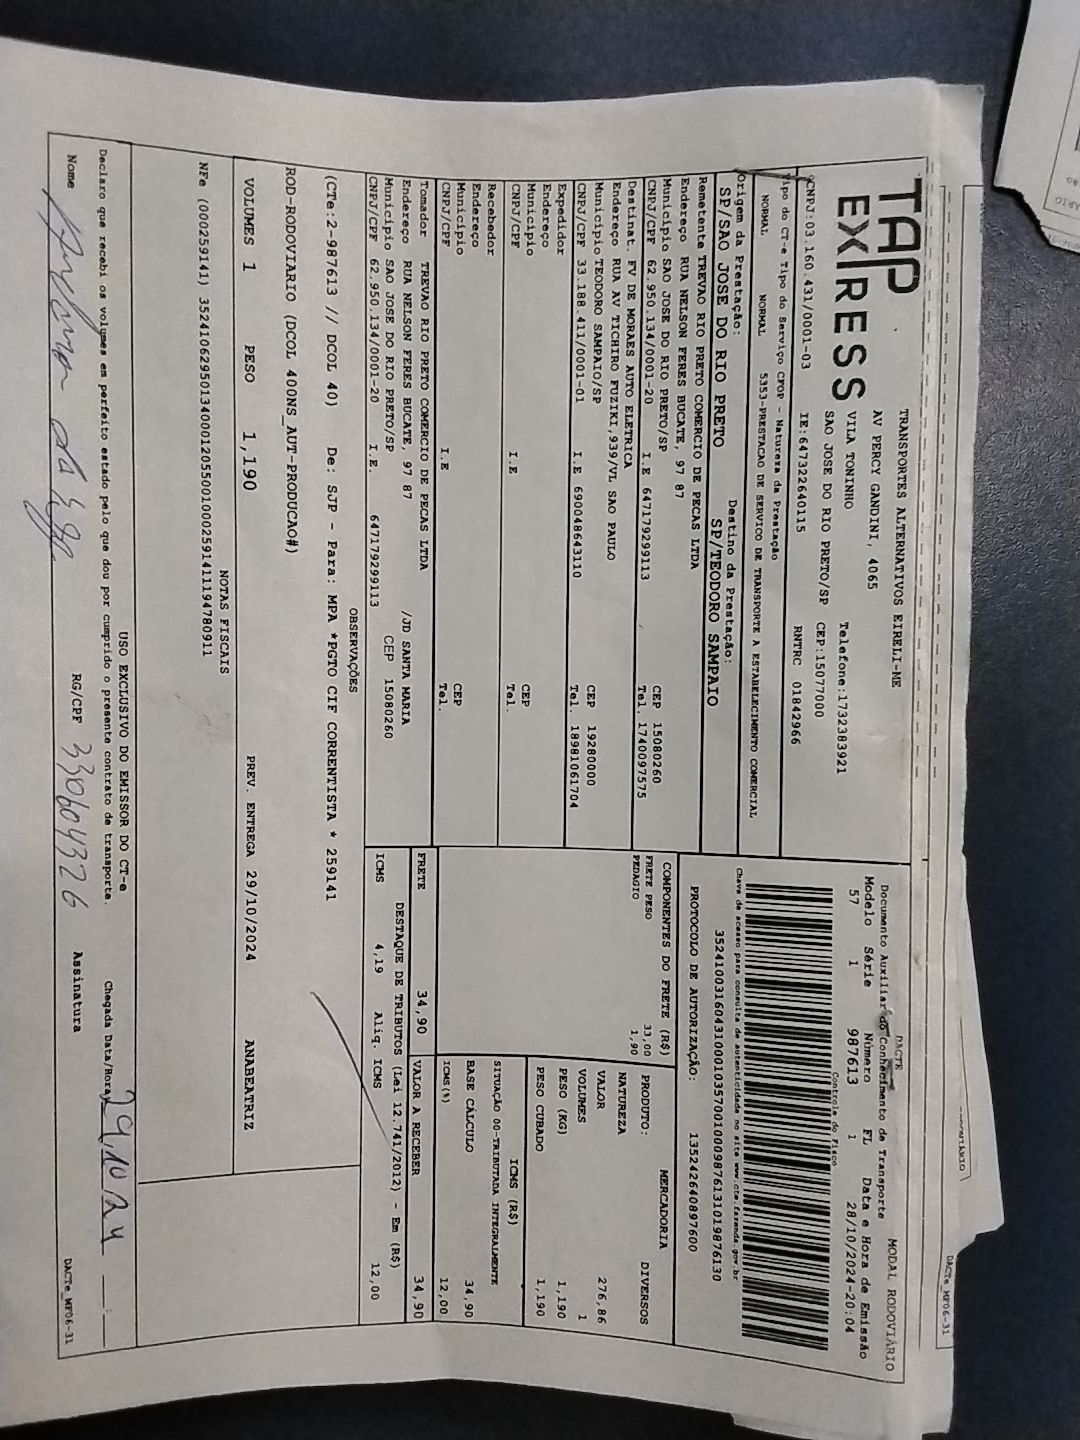 TAP
EXPRESS
TRANSPORTES ALTERNATIVOS EIRELI-ME
AV PERCY GANDINI, 4065
VILA TONINHO Telefone:1732383921
SAO JOSE DO RIO PRETO/SP CEP:15077000
CNPJ:03.160.431/0001-03 IE:647322640115 RNTRC 01842966
DACTE MODAL RODOVIÁRIO
Documento Auxiliar do Conhecimento de Transporte
Modelo Série Número FL Data e Hora de Emissão
57 1 987613 1 28/10/2024-20:04
Controle do Fisco
Chave de acesso para consulta de autenticidade no site www.cte.fazenda.gov.br
35241003160431000103570010009876131019876130
PROTOCOLO DE AUTORIZAÇÃO: 135242640897600
Tipo do CT-e Tipo do Serviço CFOP - Natureza da Prestação
NORMAL NORMAL 5353-PRESTACAO DE SERVICO DE TRANSPORTE A ESTABELECIMENTO COMERCIAL
Origem da Prestação: Destino da Prestação:
SP/SAO JOSE DO RIO PRETO SP/TEODORO SAMPAIO
Remetente TREVAO RIO PRETO COMERCIO DE PECAS LTDA
Endereço RUA NELSON FERES BUCATE, 97 87
Município SAO JOSE DO RIO PRETO/SP CEP 15080260
CNPJ/CPF 62.950.134/0001-20 I.E 647179299113 Tel. 1740097575
Destinat. FV DE MORAES AUTO ELETRICA
Endereço RUA AV TICHIRO FUZIKI,939/VL SAO PAULO
Município TEODORO SAMPAIO/SP CEP 19280000
CNPJ/CPF 33.188.411/0001-01 I.E 690048643110 Tel. 18981061704
Expedidor
Endereço
Município CEP
CNPJ/CPF I.E Tel.
Recebedor
Endereço
Município CEP
CNPJ/CPF I.E Tel.
Tomador TREVAO RIO PRETO COMERCIO DE PECAS LTDA
Endereço RUA NELSON FERES BUCATE, 97 87 /JD SANTA MARIA
Município SAO JOSE DO RIO PRETO/SP CEP 15080260
CNPJ/CPF 62.950.134/0001-20 I.E. 647179299113
COMPONENTES DO FRETE (R$)
FRETE PESO 33,00
PEDAGIO 1,90
FRETE 34,90
MERCADORIA
PRODUTO: DIVERSOS
NATUREZA
VALOR 276,86
VOLUMES 1
PESO (KG) 1,190
PESO CUBADO 1,190
ICMS (R$)
SITUAÇÃO 00-TRIBUTADA INTEGRALMENTE
BASE CÁLCULO 34,90
ICMS(%) 12,00
VALOR A RECEBER 34,90
DESTAQUE DE TRIBUTOS (Lei 12.741/2012) - Em (R$)
ICMS 4,19 Aliq. ICMS 12,00
OBSERVAÇÕES
(CTe:2-987613 // DCOL 40) De: SJP - Para: MPA *PGTO CIF CORRENTISTA * 259141
ROD-RODOVIARIO (DCOL 400NS_AUT-PRODUCAO#)
VOLUMES 1 PESO 1,190 PREV. ENTREGA 29/10/2024 ANABEATRIZ
NOTAS FISCAIS
NFe (000259141) 35241062950134000120550010002591411194780911
USO EXCLUSIVO DO EMISSOR DO CT-e
Declaro que recebi os volumes em perfeito estado pelo que dou por cumprido o presente contrato de transporte. Chegada Data/Hora 29/10/24 __:__
Nome RG/CPF 330604326 Assinatura
DACTe_MF06-31
DACTe_MF06-31